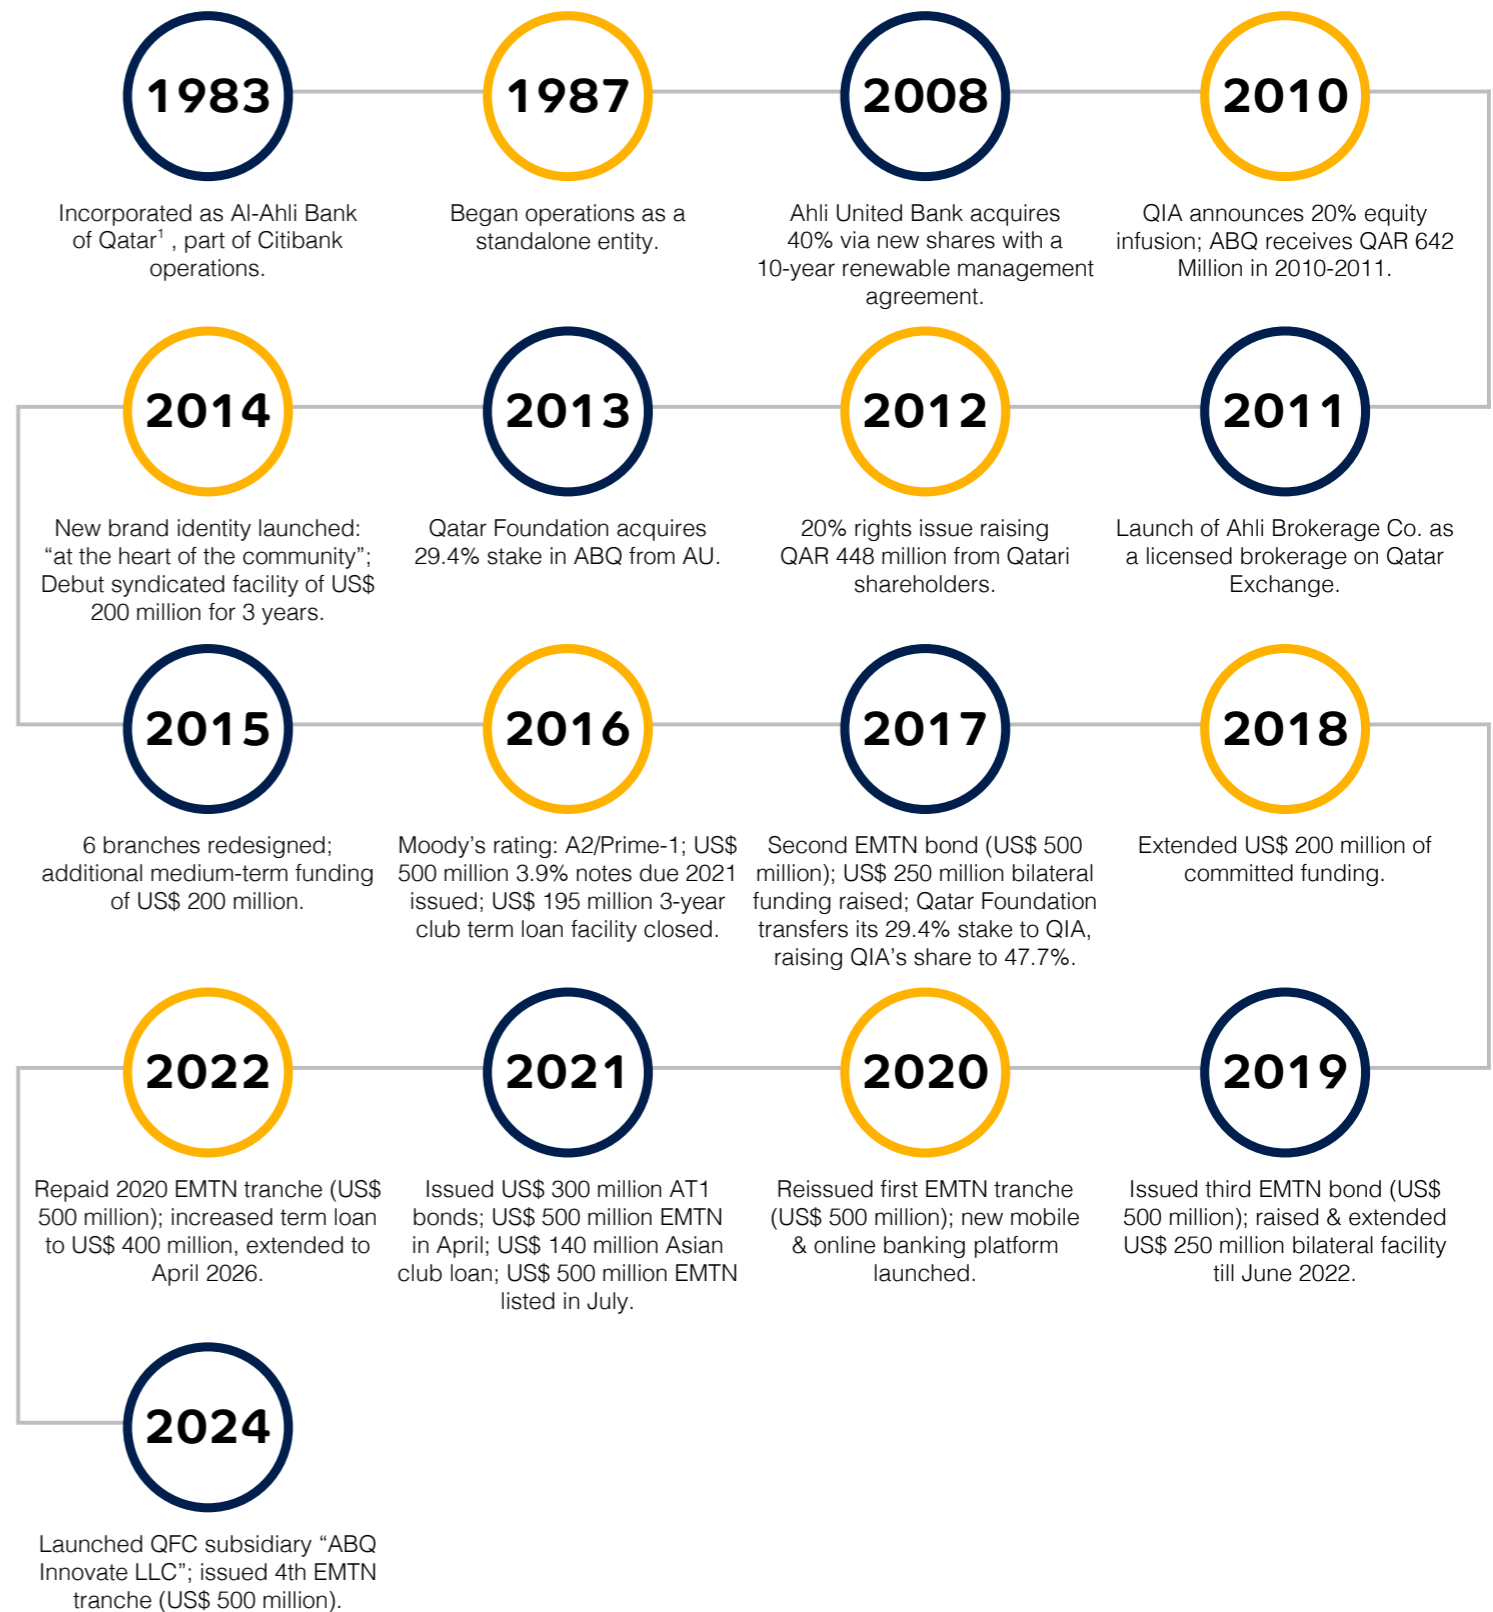 1983
Incorporated as Al-Ahli Bank
of Qatar¹ , part of Citibank
operations.
1987
Began operations as a
standalone entity.
2008
Ahli United Bank acquires
40% via new shares with a
10-year renewable management
agreement.
2010
QIA announces 20% equity
infusion; ABQ receives QAR 642
Million in 2010-2011.
2011
Launch of Ahli Brokerage Co. as
a licensed brokerage on Qatar
Exchange.
2012
20% rights issue raising
QAR 448 million from Qatari
shareholders.
2013
Qatar Foundation acquires
29.4% stake in ABQ from AU.
2014
New brand identity launched:
“at the heart of the community”;
Debut syndicated facility of US$
200 million for 3 years.
2015
6 branches redesigned;
additional medium-term funding
of US$ 200 million.
2016
Moody’s rating: A2/Prime-1; US$
500 million 3.9% notes due 2021
issued; US$ 195 million 3-year
club term loan facility closed.
2017
Second EMTN bond (US$ 500
million); US$ 250 million bilateral
funding raised; Qatar Foundation
transfers its 29.4% stake to QIA,
raising QIA’s share to 47.7%.
2018
Extended US$ 200 million of
committed funding.
2019
Issued third EMTN bond (US$
500 million); raised & extended
US$ 250 million bilateral facility
till June 2022.
2020
Reissued first EMTN tranche
(US$ 500 million); new mobile
& online banking platform
launched.
2021
Issued US$ 300 million AT1
bonds; US$ 500 million EMTN
in April; US$ 140 million Asian
club loan; US$ 500 million EMTN
listed in July.
2022
Repaid 2020 EMTN tranche (US$
500 million); increased term loan
to US$ 400 million, extended to
April 2026.
2024
Launched QFC subsidiary “ABQ
Innovate LLC”; issued 4th EMTN
tranche (US$ 500 million).